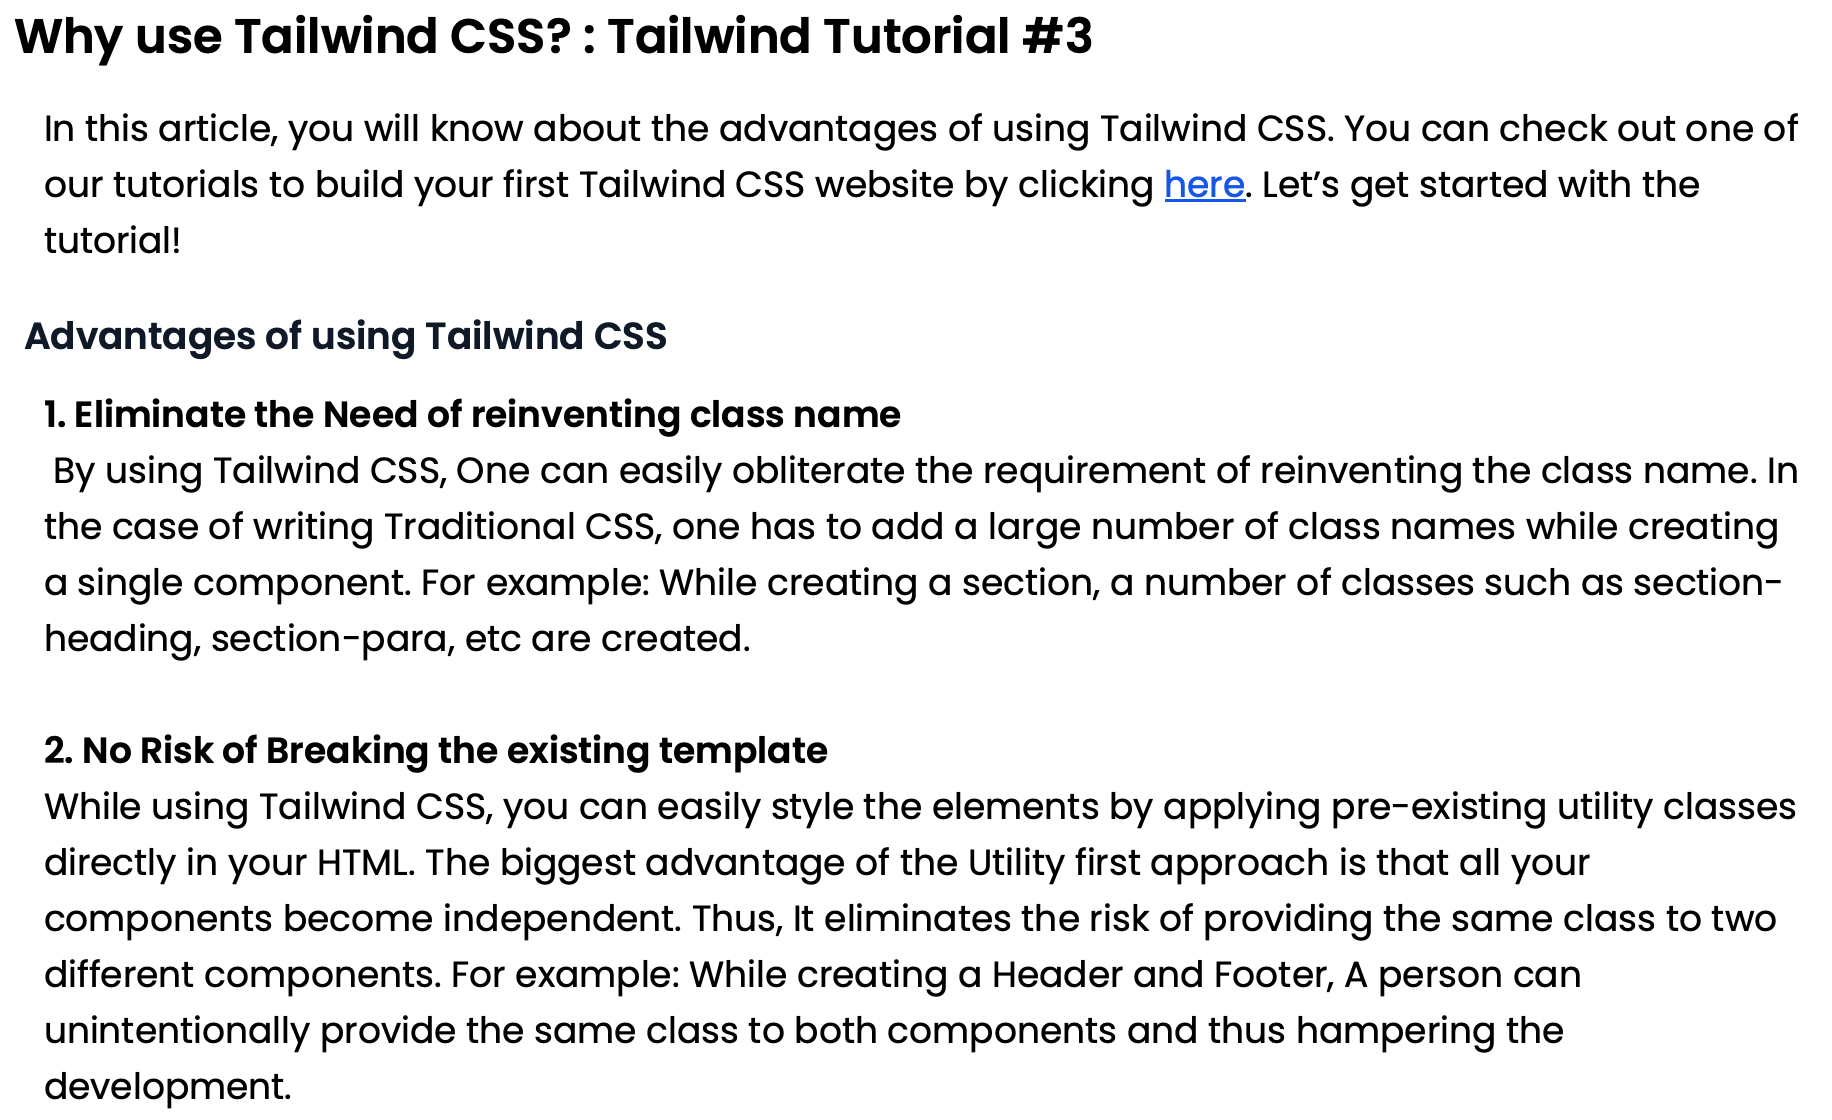 Why use Tailwind CSS? : Tailwind Tutorial #3
In this article, you will know about the advantages of using Tailwind CSS. You can check out one of
our tutorials to build your first Tailwind CSS website by clicking here. Let’s get started with the
tutorial!
Advantages of using Tailwind CSS
1. Eliminate the Need of reinventing class name
By using Tailwind CSS, One can easily obliterate the requirement of reinventing the class name. In
the case of writing Traditional CSS, one has to add a large number of class names while creating
a single component. For example: While creating a section, a number of classes such as section-
heading, section-para, etc are created.
2. No Risk of Breaking the existing template
While using Tailwind CSS, you can easily style the elements by applying pre-existing utility classes
directly in your HTML. The biggest advantage of the Utility first approach is that all your
components become independent. Thus, It eliminates the risk of providing the same class to two
different components. For example: While creating a Header and Footer, A person can
unintentionally provide the same class to both components and thus hampering the
development.